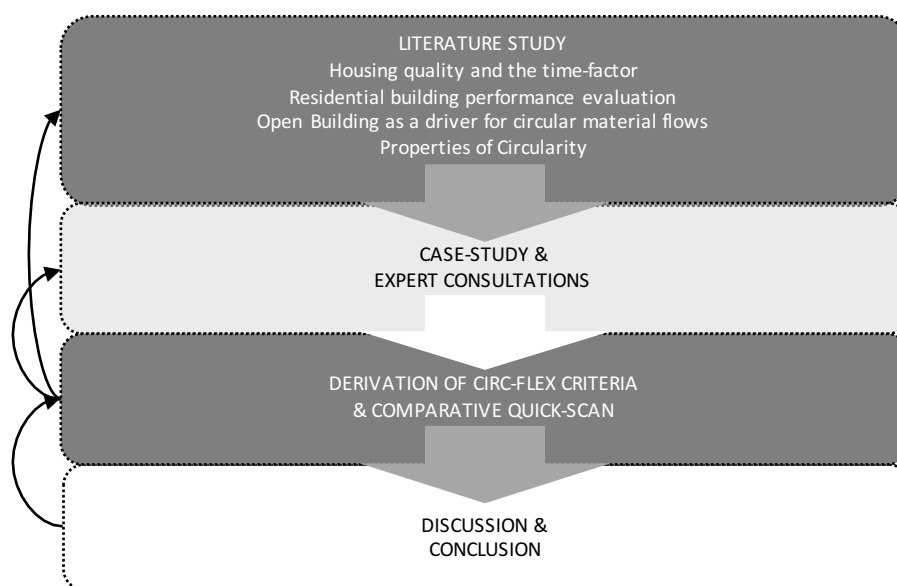 LITERATURE STUDY
Housing quality and the time-factor
Residential building performance evaluation
Open Building as a driver for circular material flows
Properties of Circularity
CASE-STUDY &
EXPERT CONSULTATIONS
DERIVATION OF CIRC-FLEX CRITERIA
& COMPARATIVE QUICK-SCAN
DISCUSSION &
CONCLUSION